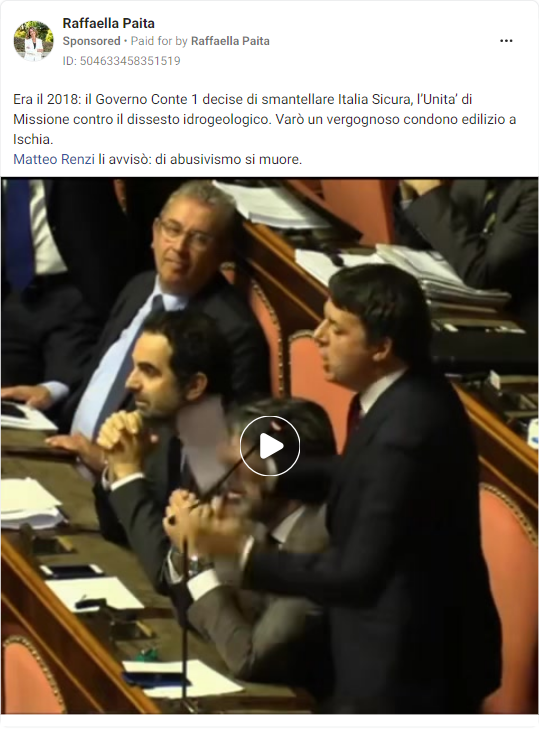 Raffaella Paita
Sponsored • Paid for by Raffaella Paita
ID: 504633458351519
Era il 2018: il Governo Conte 1 decise di smantellare Italia Sicura, l'Unita' di
Missione contro il dissesto idrogeologico. Varò un vergognoso condono edilizio a
Ischia.
Matteo Renzi li avvisò: di abusivismo si muore.